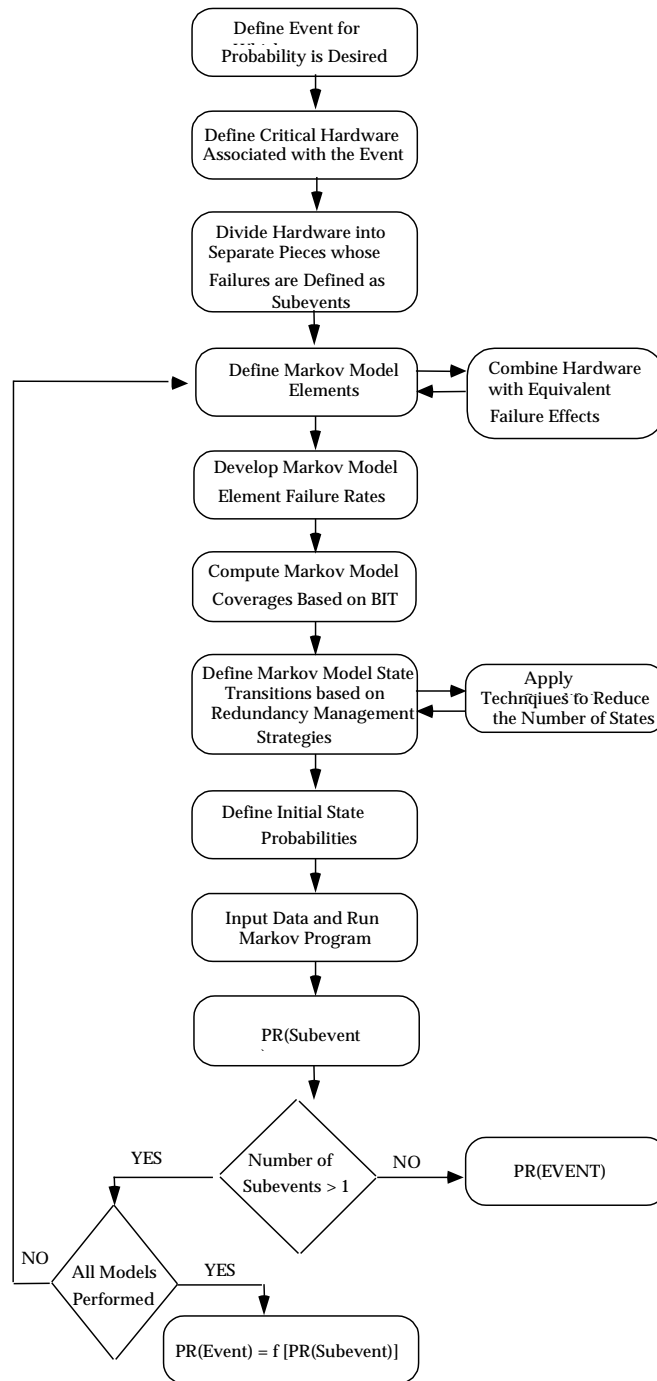 Define Event for
Probability is Desired
Define Critical Hardware
Associated with the Event
Divide Hardware into
Separate Pieces whose
Failures are Defined as
Subevents
Define Markov Model
Elements
Combine Hardware
with Equivalent
Failure Effects
Develop Markov Model
Element Failure Rates
Compute Markov Model
Coverages Based on BIT
Define Markov Model State
Transitions based on
Redundancy Management
Strategies
Apply
Techniques to Reduce
the Number of States
Define Initial State
Probabilities
Input Data and Run
Markov Program
PR(Subevent
Number of
Subevents > 1
YES
NO
PR(EVENT)
All Models
Performed
NO
YES
PR(Event) = f [PR(Subevent)]